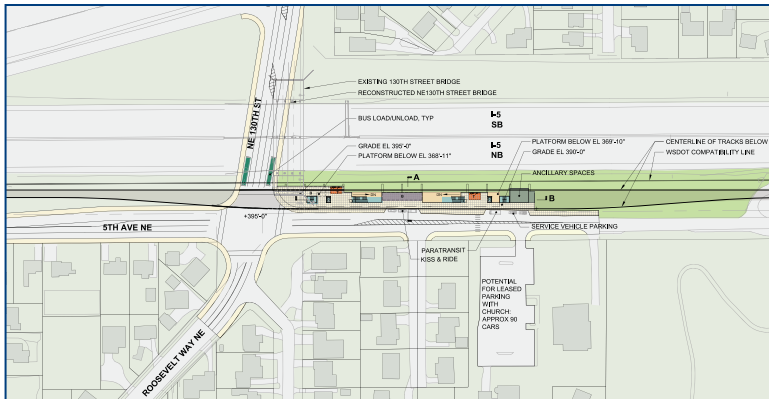 EXISTING 130TH STREET BRIDGE
RECONSTRUCTED NE130TH STREET BRIDGE
NE 130TH ST
BUS LOAD/UNLOAD, TYP
I-5
SB
I-5
NB
GRADE EL 395'-0"
PLATFORM BELOW EL 368'-11"
PLATFORM BELOW EL 369'-10"
GRADE EL 390'-0"
CENTERLINE OF TRACKS BELOW
WSDOT COMPATIBILITY LINE
A
ANCILLARY SPACES
B
+395'-0"
5TH AVE NE
SERVICE VEHICLE PARKING
PARATRANSIT
KISS & RIDE
POTENTIAL
FOR LEASED
PARKING
WITH
CHURCH:
APPROX 90
CARS
ROOSEVELT WAY NE